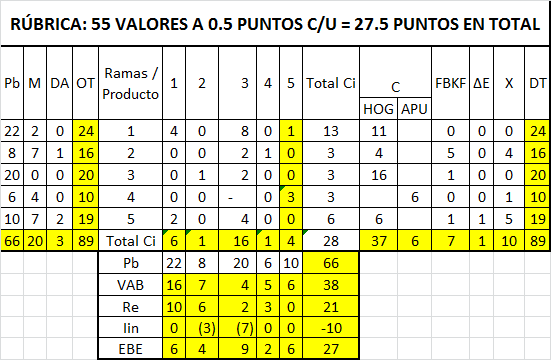 RÚBRICA: 55 VALORES A 0.5 PUNTOS C/U = 27.5 PUNTOS EN TOTAL
Pb M DA OT Ramas / Producto 1 2 3 4 5 Total Ci C FBKF ΔE X DT
HOG APU
22 2 0 24 1 4 0 8 0 1 13 11 0 0 0 24
8 7 1 16 2 0 0 2 1 0 3 4 5 0 4 16
20 0 0 20 3 0 1 2 0 0 3 16 1 0 0 20
6 4 0 10 4 0 0 - 0 3 3 6 0 0 1 10
10 7 2 19 5 2 0 4 0 0 6 6 1 1 5 19
66 20 3 89 Total Ci 6 1 16 1 4 28 37 6 7 1 10 89
Pb 22 8 20 6 10 66
VAB 16 7 4 5 6 38
Re 10 6 2 3 0 21
Iin 0 (3) (7) 0 0 -10
EBE 6 4 9 2 6 27